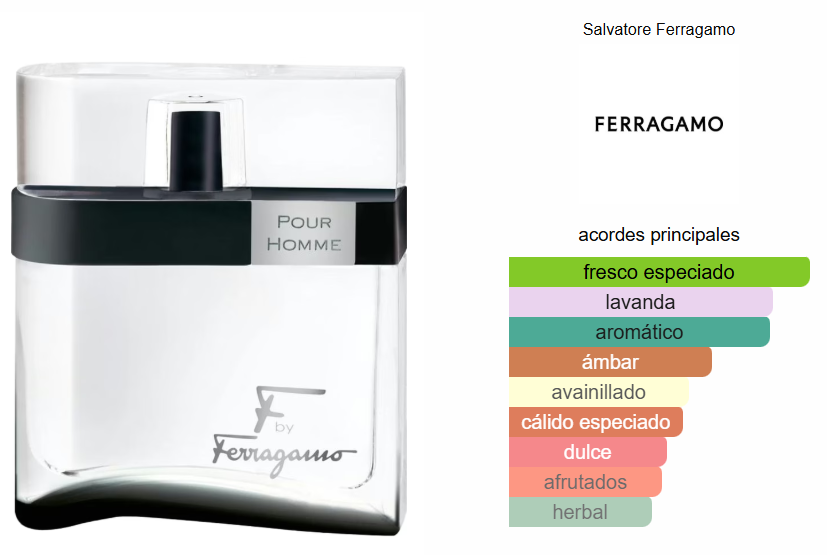 Salvatore Ferragamo
FERRAGAMO
POUR
HOMME
F by
Ferragamo
acordes principales
fresco especiado
lavanda
aromático
ámbar
avainillado
cálido especiado
dulce
afrutados
herbal